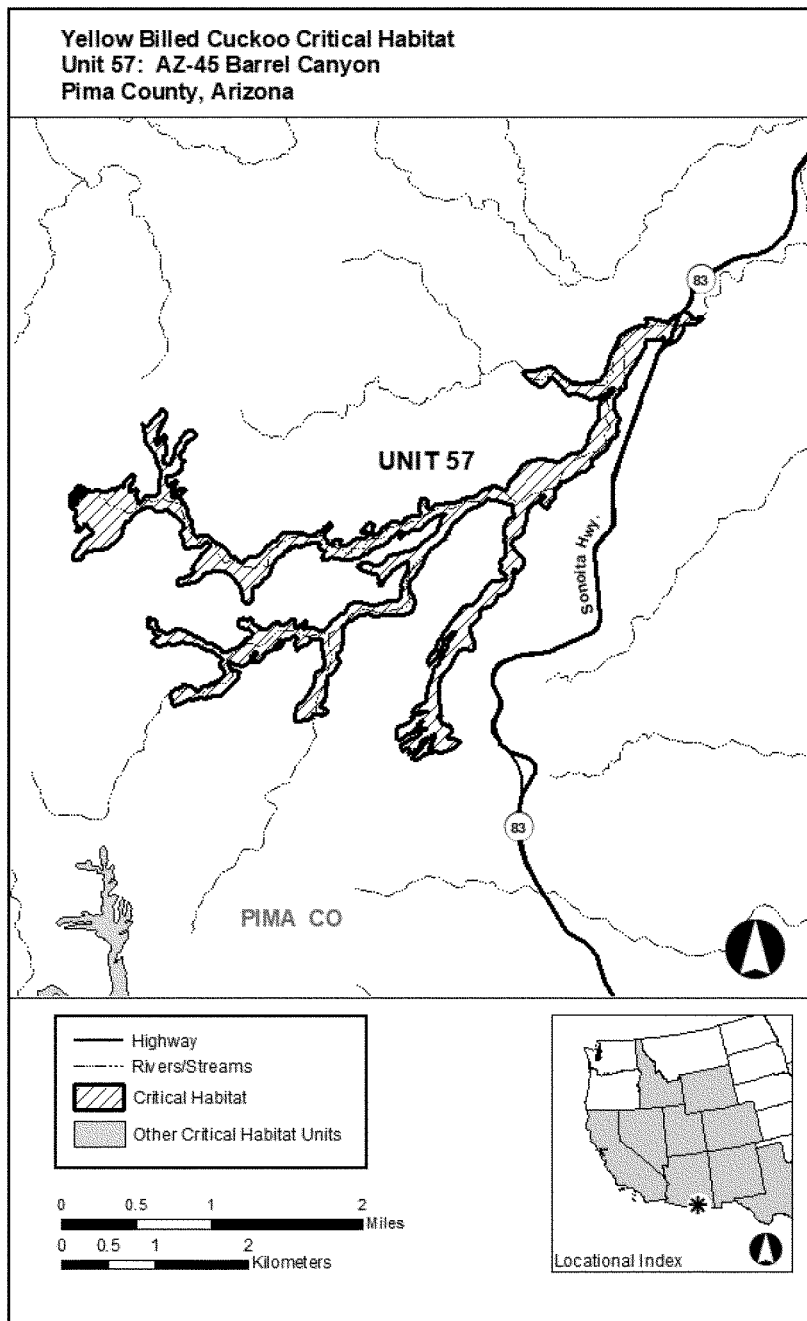 Yellow Billed Cuckoo Critical Habitat
Unit 57: AZ-45 Barrel Canyon
Pima County, Arizona
83
UNIT 57
Sonoita Hwy.
83
PIMA CO
Highway
Rivers/Streams
Critical Habitat
Other Critical Habitat Units
0 0.5 1 2
Miles
0 0.5 1 2
Kilometers
Locational Index